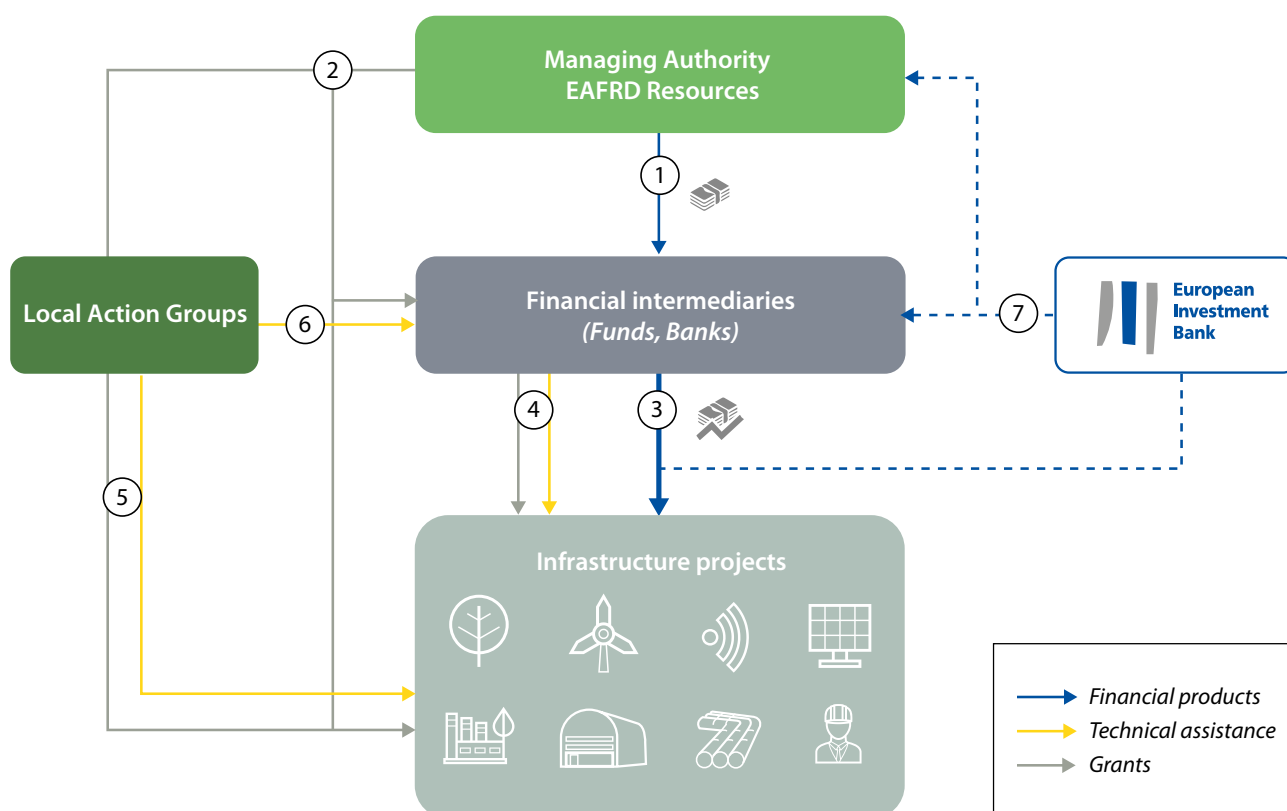 Managing Authority
EAFRD Resources
2
1
Local Action Groups
6
Financial intermediaries
(Funds, Banks)
7
European
Investment
Bank
4
3
5
Infrastructure projects
Financial products
Technical assistance
Grants